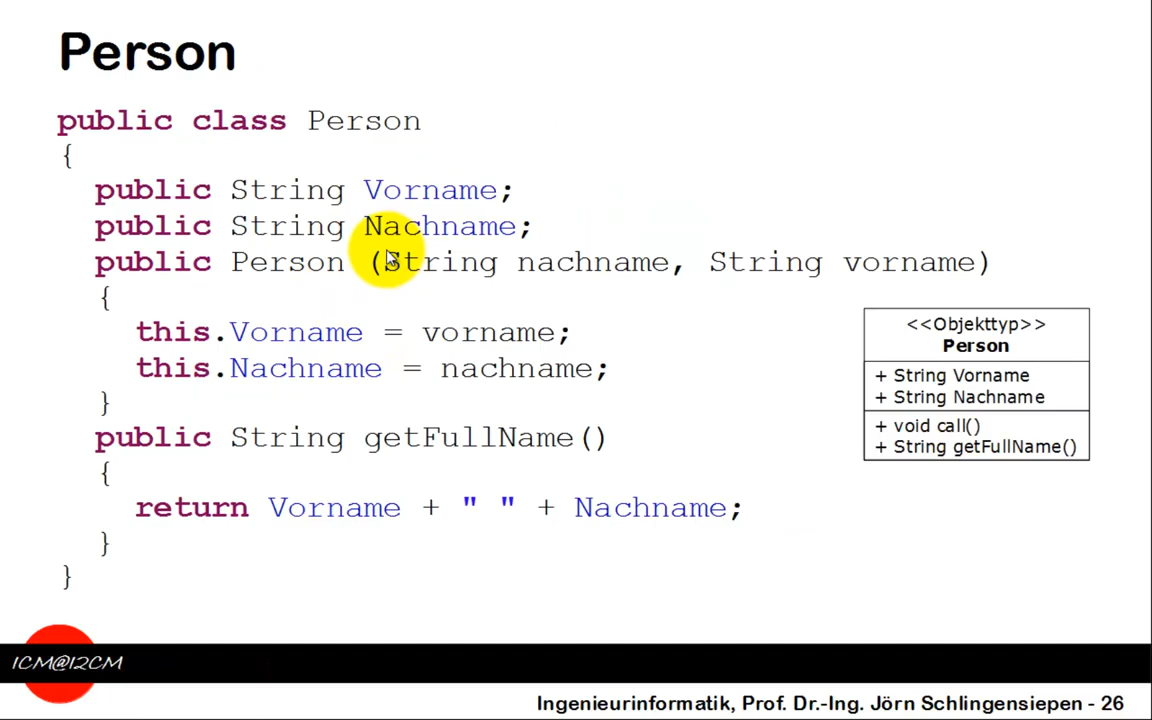 Person
public class Person
{
public String Vorname;
public String Nachname;
public Person (String nachname, String vorname)
{
this.Vorname = vorname;
this.Nachname = nachname;
}
public String getFullName()
{
return Vorname + " " + Nachname;
}
}
<<Objekttyp>>
Person
+ String Vorname
+ String Nachname
+ void call()
+ String getFullName()
1CM@12CM
Ingenieurinformatik, Prof. Dr.-Ing. Jörn Schlingensiepen - 26